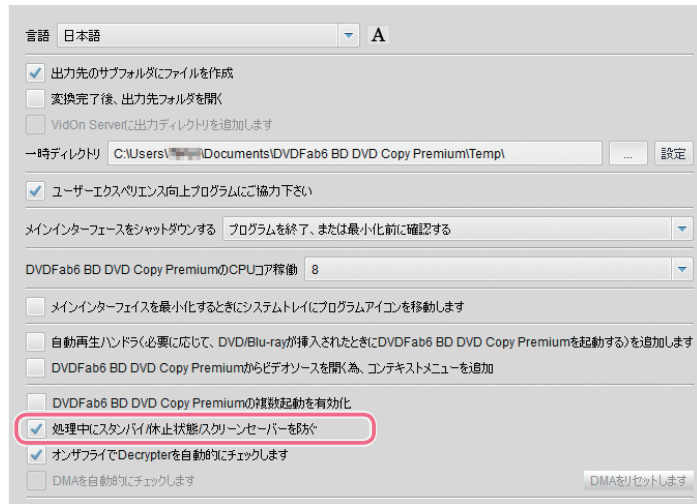 言語 日本語 A
出力先のサブフォルダにファイルを作成
変換完了後、出力先フォルダを開く
VidOn Serverに出力ディレクトリを追加します
一時ディレクトリ C:\Users\ \Documents\DVDFab6 BD DVD Copy Premium\Temp\ ... 設定
ユーザーエクスペリエンス向上プログラムにご協力下さい
メインインターフェースをシャットダウンする プログラムを終了、または最小化前に確認する
DVDFab6 BD DVD Copy PremiumのCPUコア稼働 8
メインインターフェイスを最小化するときにシステムトレイにプログラムアイコンを移動します
自動再生ハンドラ(必要に応じて、DVD/Blu-rayが挿入されたときにDVDFab6 BD DVD Copy Premiumを起動する)を追加します
DVDFab6 BD DVD Copy Premiumからビデオソースを開く為、コンテキストメニューを追加
DVDFab6 BD DVD Copy Premiumの複数起動を有効化
処理中にスタンバイ/休止状態/スクリーンセーバーを防ぐ
オンザフライでDecrypterを自動的にチェックします
DMAを自動的にチェックします DMAをリセットします